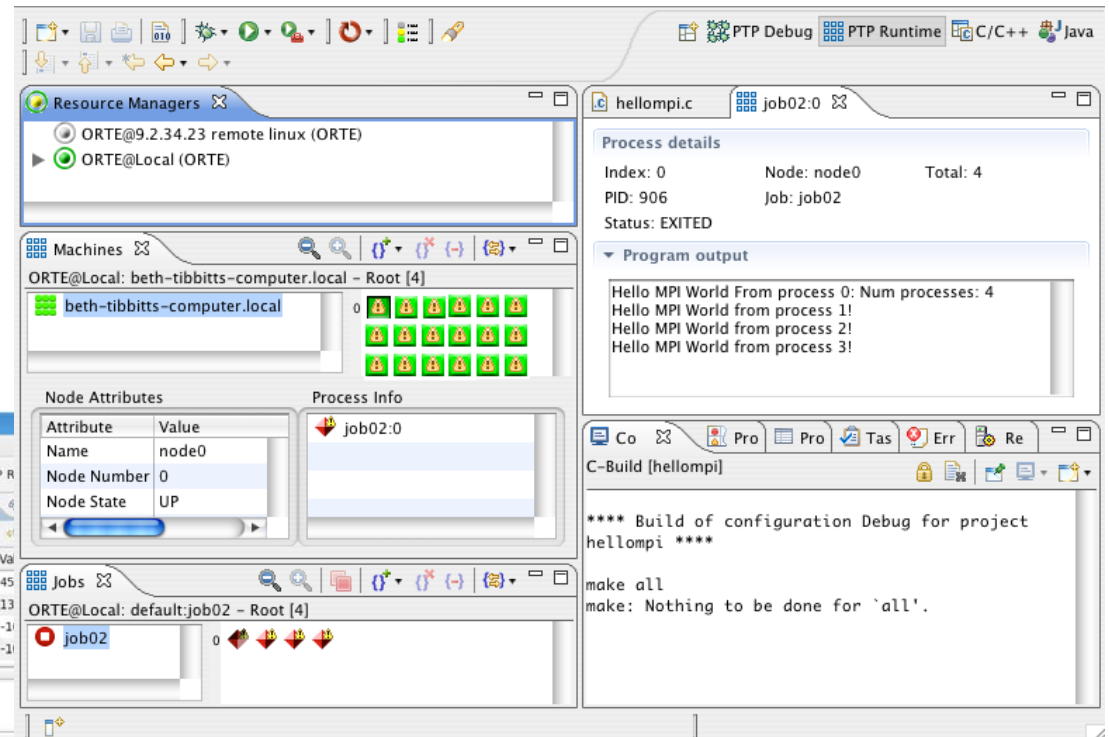 PTP Debug PTP Runtime C/C++ Java
Resource Managers
ORTE@9.2.34.23 remote linux (ORTE)
ORTE@Local (ORTE)
hellompi.c job02:0
Process details
Index: 0 Node: node0 Total: 4
PID: 906 Job: job02
Status: EXITED
Program output
Hello MPI World From process 0: Num processes: 4
Hello MPI World from process 1!
Hello MPI World from process 2!
Hello MPI World from process 3!
Machines
ORTE@Local: beth-tibbitts-computer.local - Root [4]
beth-tibbitts-computer.local 0
Node Attributes
Attribute Value
Name node0
Node Number 0
Node State UP
Process Info
job02:0
Jobs
ORTE@Local: default:job02 - Root [4]
job02 0
Co Pro Pro Tas Err Re
C-Build [hellompi]
**** Build of configuration Debug for project
hellompi ****
make all
make: Nothing to be done for `all'.